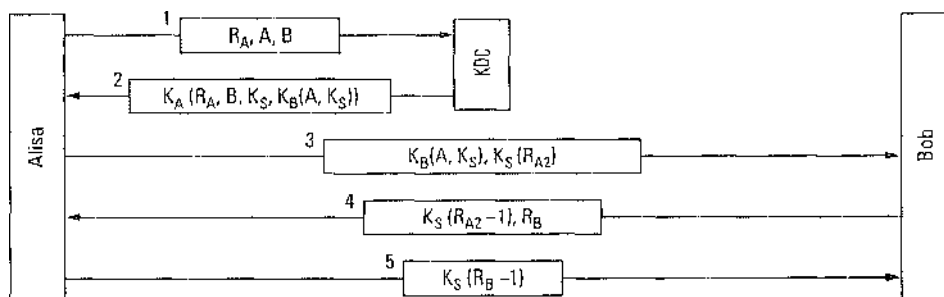 1
R_A, A, B
Alisa
KDC
Bob
2
K_A (R_A, B, K_S, K_B(A, K_S))
3
K_B(A, K_S), K_S (R_A2)
4
K_S (R_A2 −1), R_B
5
K_S (R_B −1)